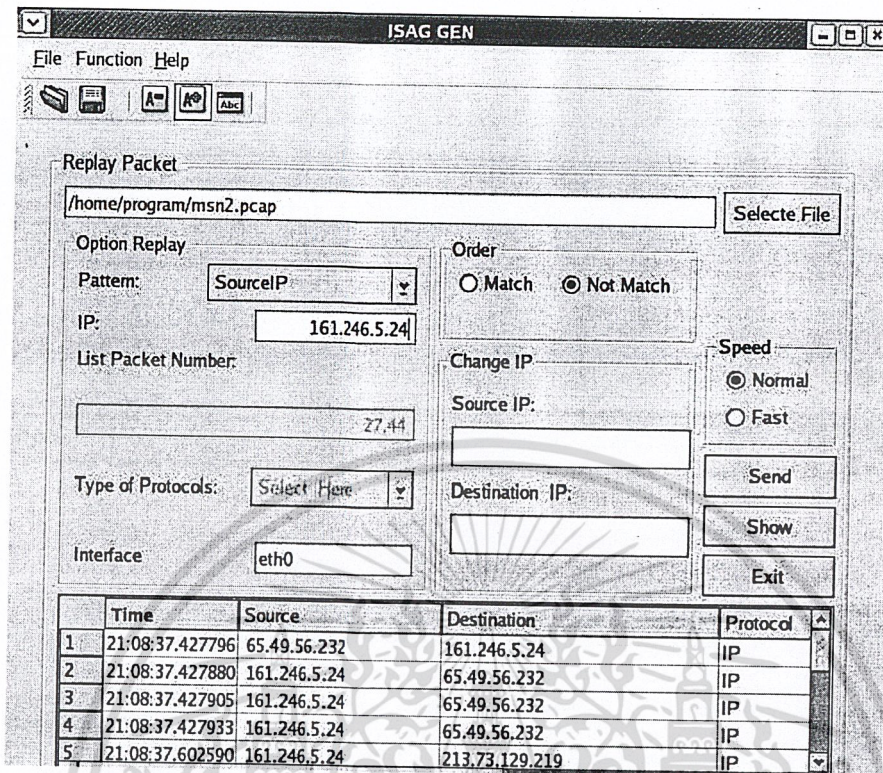 ISAG GEN
File Function Help
A A Abc
Replay Packet
/home/program/msn2.pcap Selecte File
Option Replay
Pattern: SourceIP
IP: 161.246.5.24
List Packet Number:
27,44
Type of Protocols: Select Here
Interface eth0
Order
Match Not Match
Change IP
Source IP:
Destination IP:
Speed
Normal
Fast
Send
Show
Exit
Time Source Destination Protocol
1 21:08:37.427796 65.49.56.232 161.246.5.24 IP
2 21:08:37.427880 161.246.5.24 65.49.56.232 IP
3 21:08:37.427905 161.246.5.24 65.49.56.232 IP
4 21:08:37.427933 161.246.5.24 65.49.56.232 IP
5 21:08:37.602590 161.246.5.24 213.73.129.219 IP